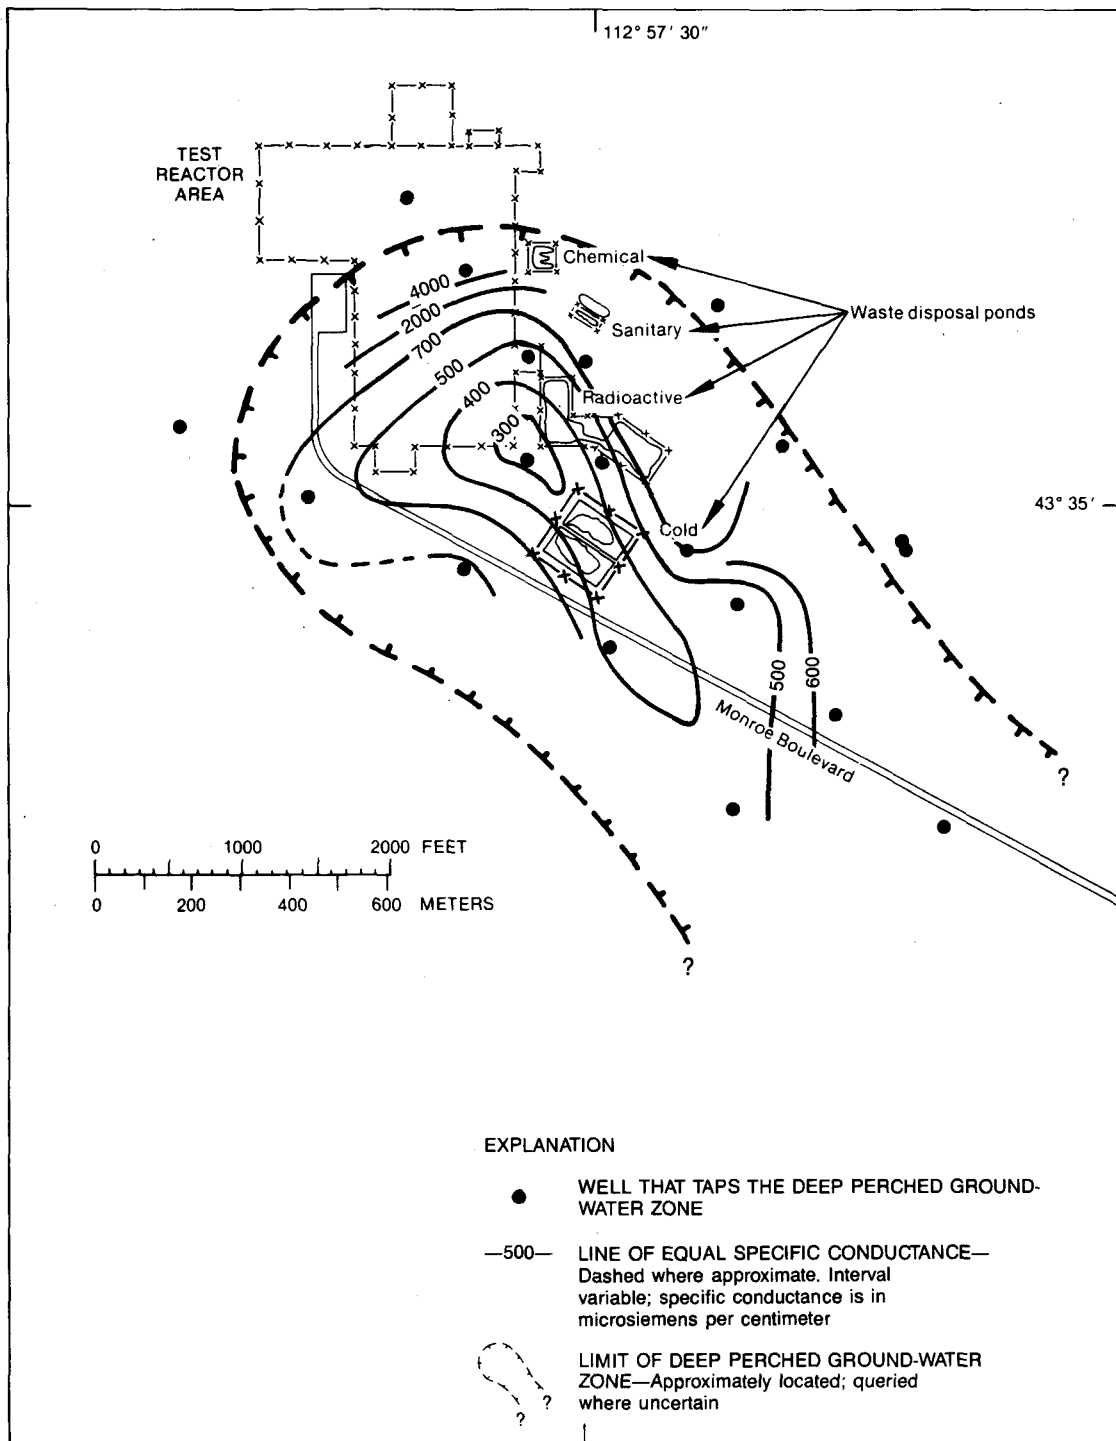 112° 57' 30"
TEST
REACTOR
AREA
Chemical
4000
2000
Waste disposal ponds
Sanitary
700
500
400
Radioactive
300
43° 35'
Cold
500
600
Monroe Boulevard
?
?
0 1000 2000 FEET
0 200 400 600 METERS
EXPLANATION
WELL THAT TAPS THE DEEP PERCHED GROUND-
WATER ZONE
—500— LINE OF EQUAL SPECIFIC CONDUCTANCE—
Dashed where approximate. Interval
variable; specific conductance is in
microsiemens per centimeter
LIMIT OF DEEP PERCHED GROUND-WATER
ZONE—Approximately located; queried
where uncertain
?
?